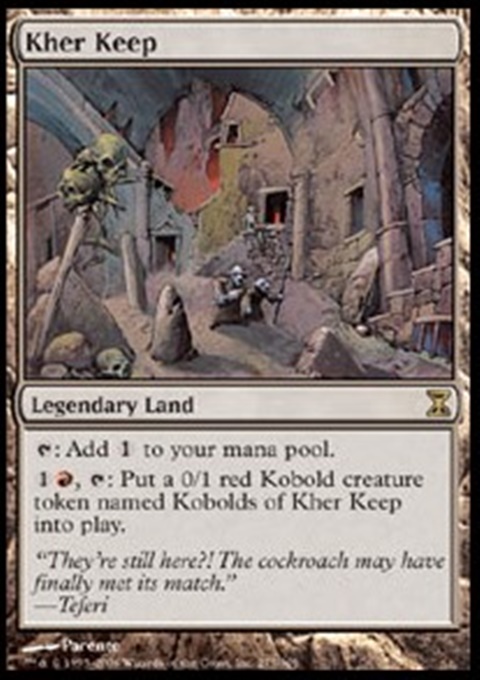 Kher Keep
Legendary Land
: Add 1 to your mana pool.
1 , : Put a 0/1 red Kobold creature
token named Kobolds of Kher Keep
into play.
"They're still here?! The cockroach may have
finally met its match."
—Teferi
Parente